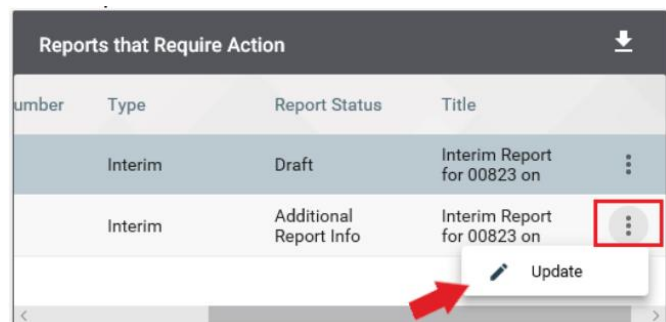 Reports that Require Action
umber Type Report Status Title
Interim Draft Interim Report
for 00823 on
Interim Additional Interim Report
Report Info for 00823 on
Update